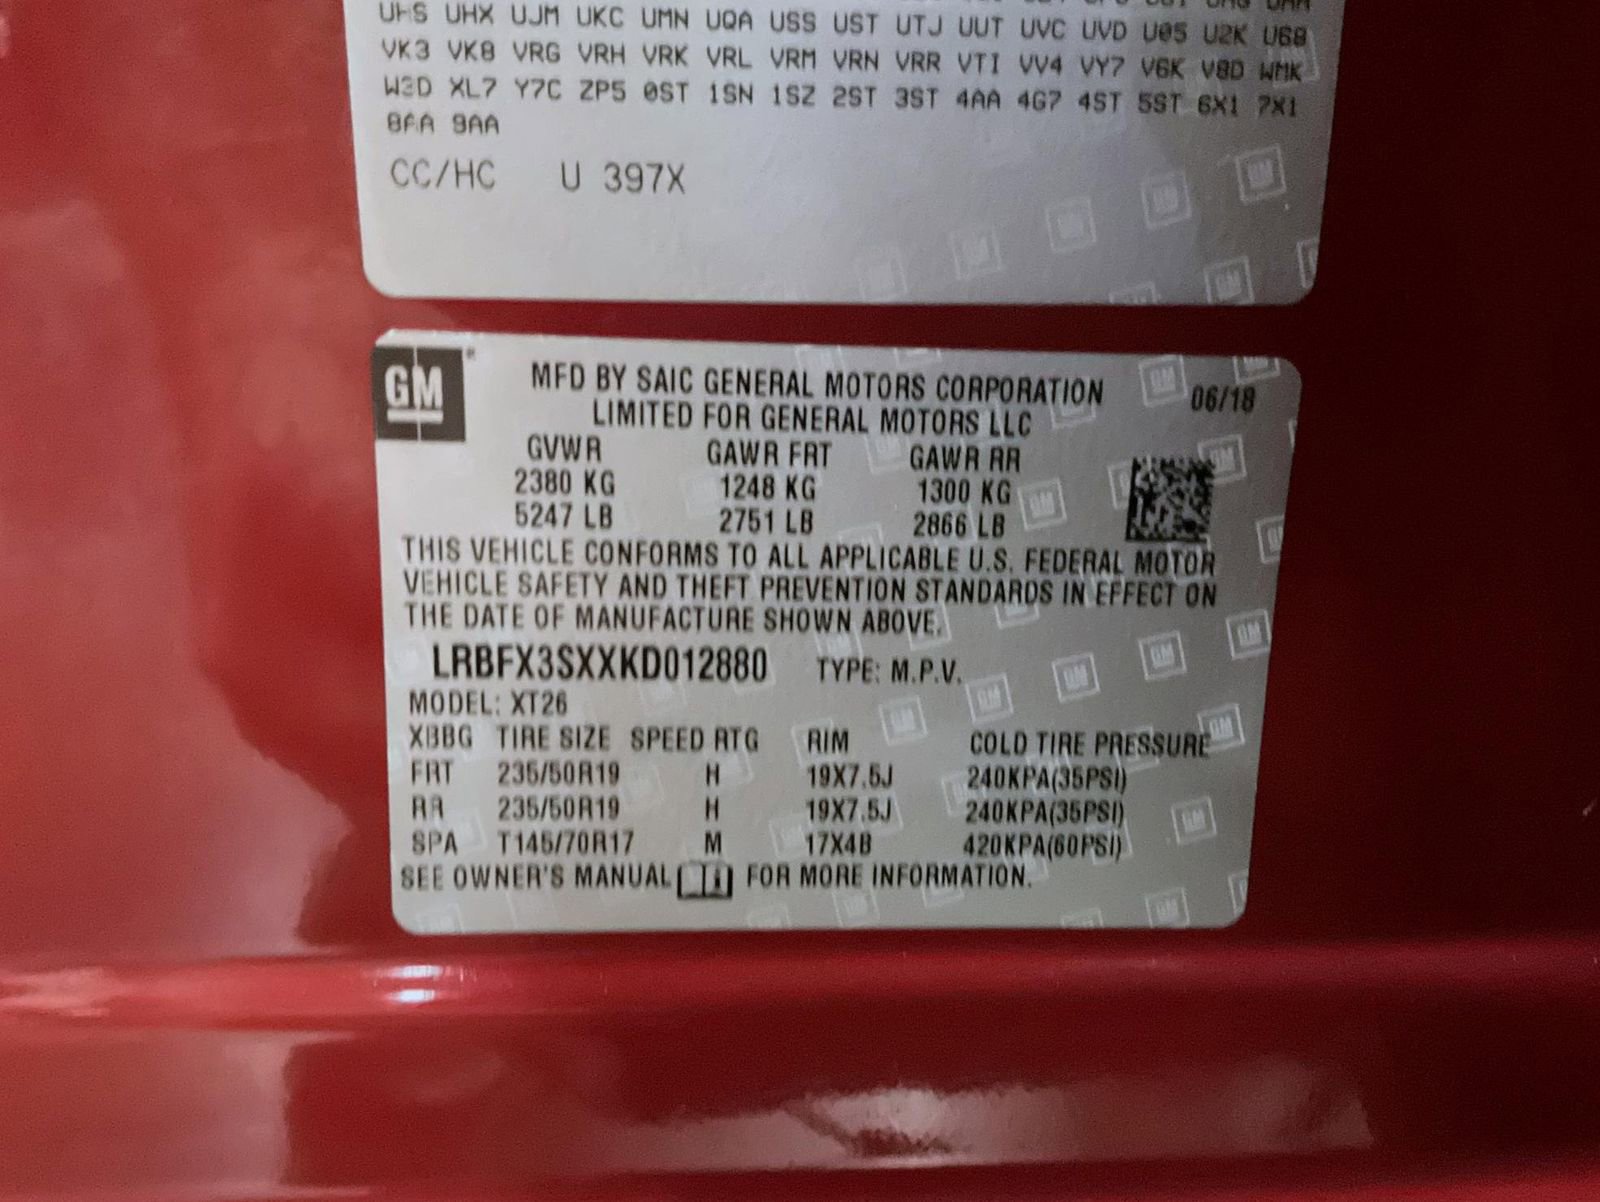 UHS UHX UJM UKC UMN UQA USS UST UTJ UUT UVC UVD U05 U2K U68
VK3 VK8 VRG VRH VRK VRL VRM VRN VRR VTI VV4 VY7 V6K V8D WMK
W2D XL7 Y7C ZP5 0ST 1SN 1SZ 2ST 3ST 4AA 4G7 4ST 5ST 6X1 7X1
8AA 9AA
CC/HC U 397X
GM
MFD BY SAIC GENERAL MOTORS CORPORATION 06/18
LIMITED FOR GENERAL MOTORS LLC
GVWR GAWR FRT GAWR RR
2380 KG 1248 KG 1300 KG
5247 LB 2751 LB 2866 LB
THIS VEHICLE CONFORMS TO ALL APPLICABLE U.S. FEDERAL MOTOR
VEHICLE SAFETY AND THEFT PREVENTION STANDARDS IN EFFECT ON
THE DATE OF MANUFACTURE SHOWN ABOVE.
LRBFX3SXXKD012880 TYPE: M.P.V.
MODEL: XT26
XBBG TIRE SIZE SPEED RTG RIM COLD TIRE PRESSURE
FRT 235/50R19 H 19X7.5J 240KPA(35PSI)
RR 235/50R19 H 19X7.5J 240KPA(35PSI)
SPA T145/70R17 M 17X4B 420KPA(60PSI)
SEE OWNER'S MANUAL FOR MORE INFORMATION.